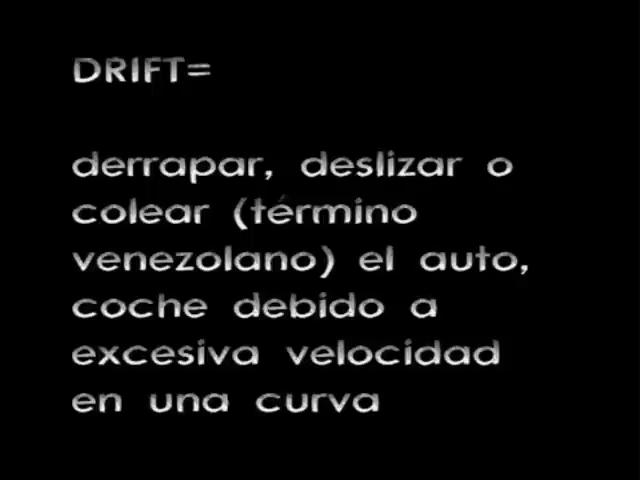 DRIFT=
derrapar, deslizar o
colear (término
venezolano) el auto,
coche debido a
excesiva velocidad
en una curva